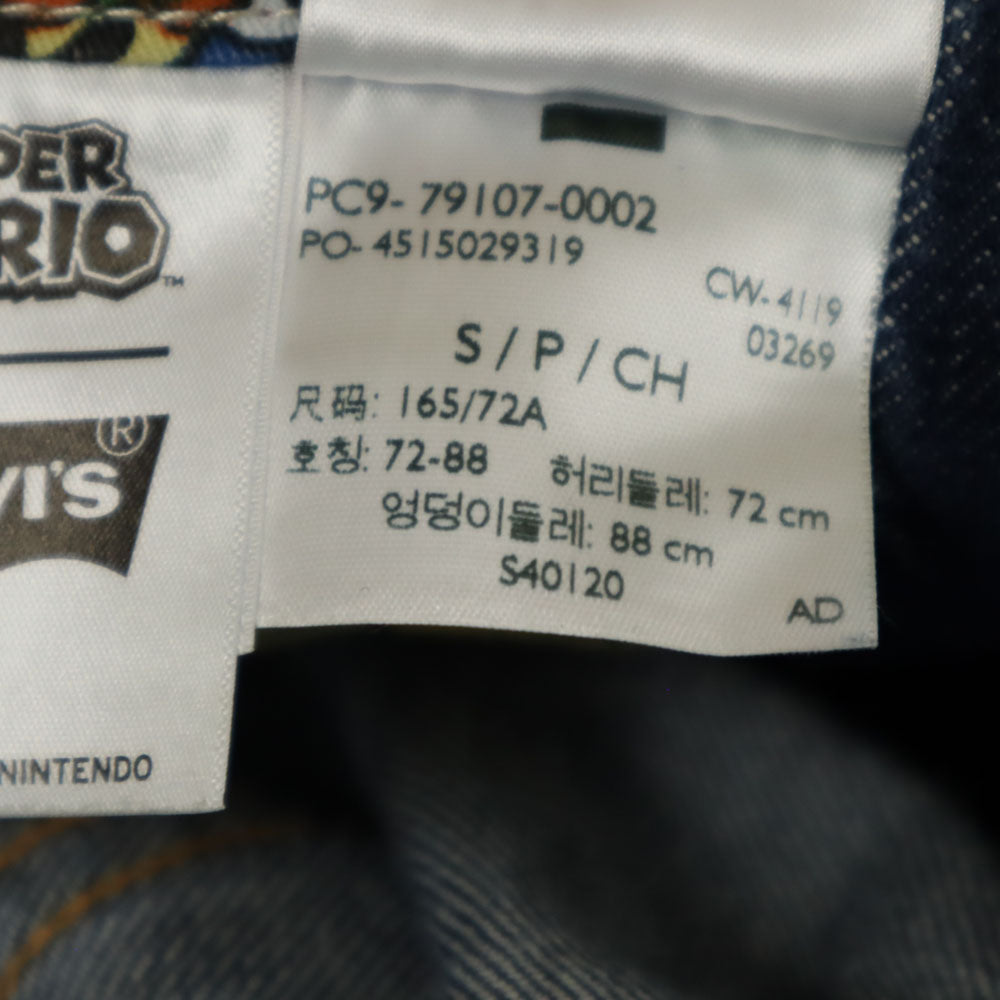 PER
RIO
™
VI'S®
NINTENDO
PC9- 79107-0002
PO- 4515029319
CW-4119
03269
S / P / CH
尺码: 165/72A
호칭: 72-88 허리둘레: 72 cm
엉덩이둘레: 88 cm
S40120
AD